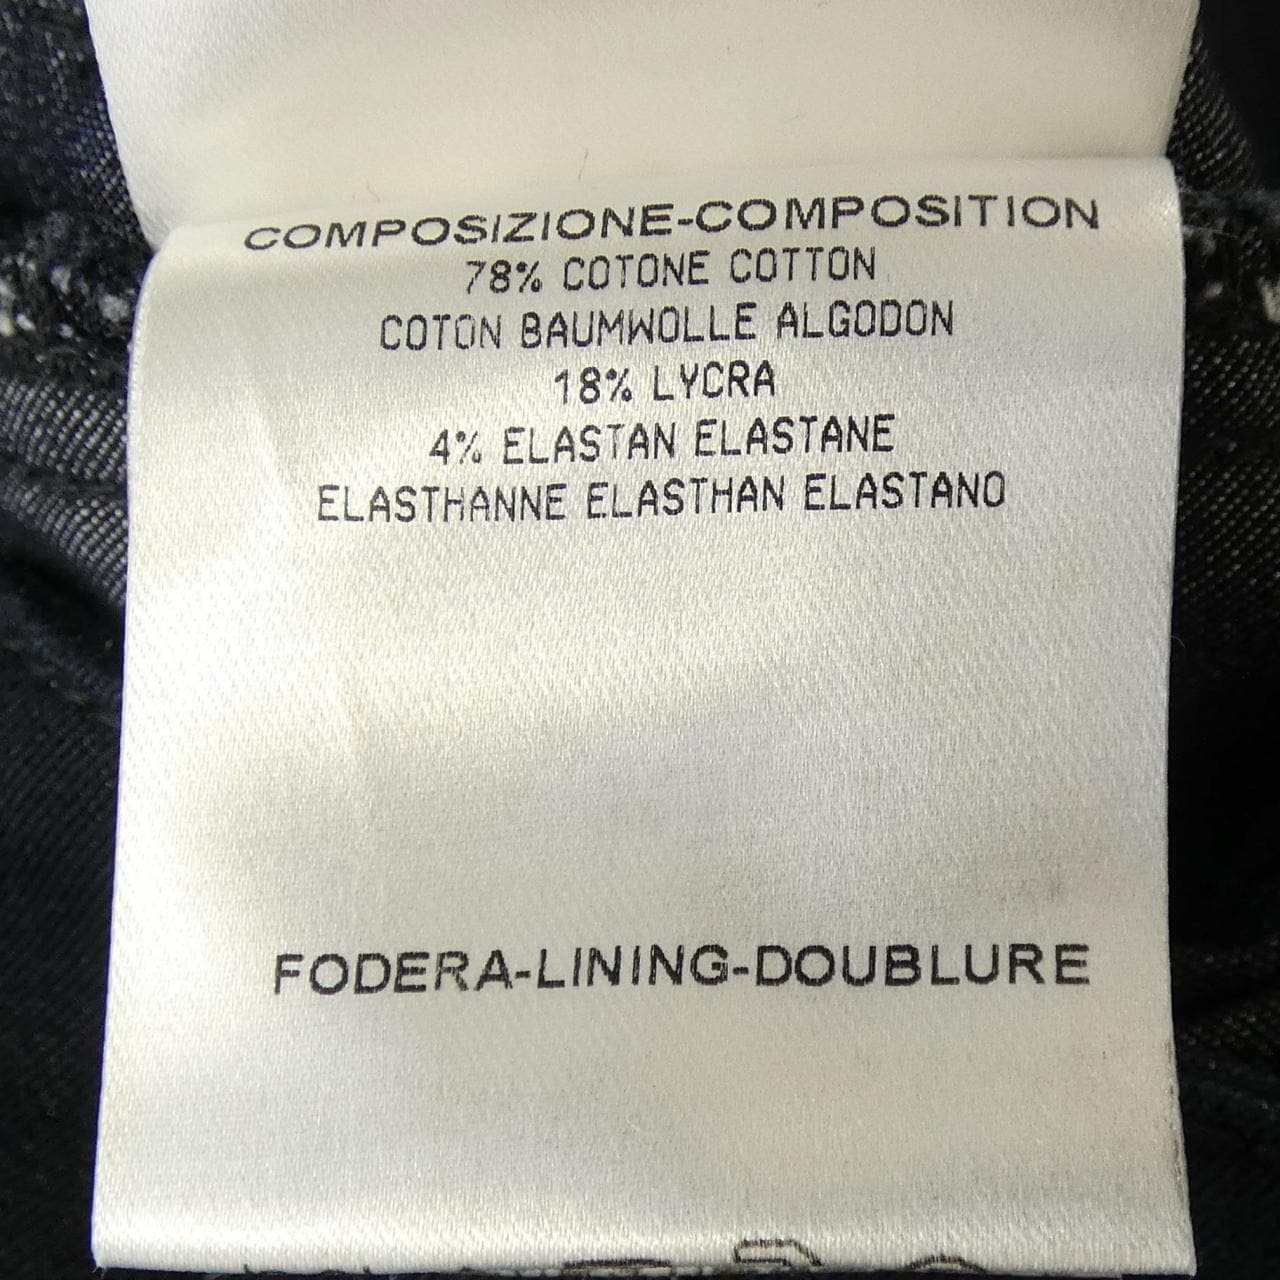 COMPOSIZIONE-COMPOSITION
78% COTONE COTTON
COTON BAUMWOLLE ALGODON
18% LYCRA
4% ELASTAN ELASTANE
ELASTHANNE ELASTHAN ELASTANO
FODERA-LINING-DOUBLURE